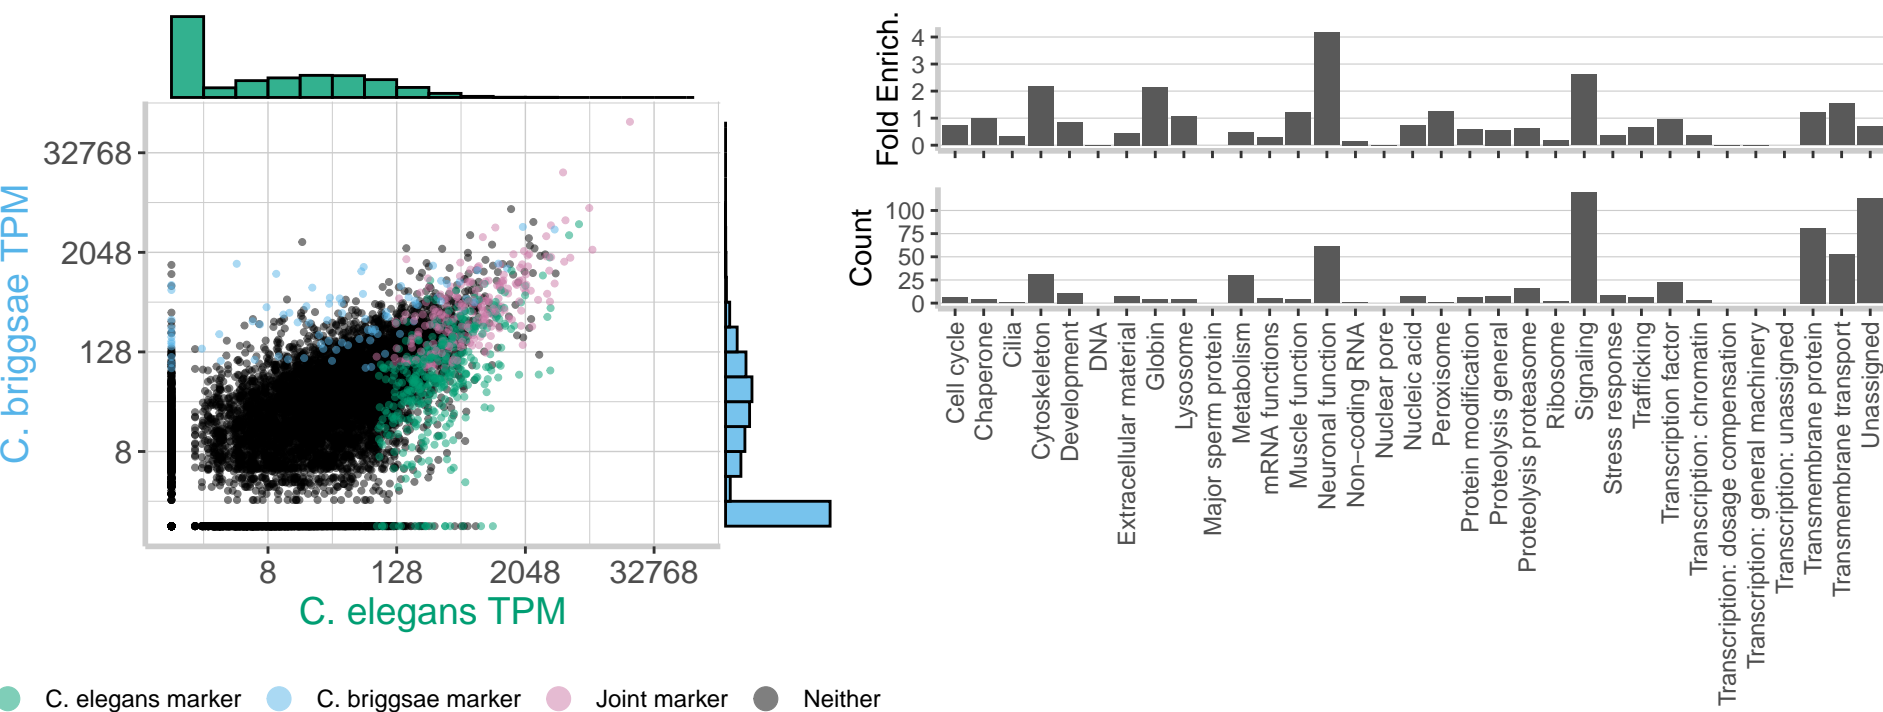 C. briggsae TPM
32768
2048
128
8
8
128
2048
32768
C. elegans TPM
C. elegans marker
C. briggsae marker
Joint marker
Neither
Fold Enrich.
4
3
2
1
0
Count
100
75
50
25
0
Cell cycle
Chaperone
Cilia
Cytoskeleton
Development
DNA
Extracellular material
Globin
Lysosome
Major sperm protein
Metabolism
mRNA functions
Muscle function
Neuronal function
Non−coding RNA
Nuclear pore
Nucleic acid
Peroxisome
Protein modification
Proteolysis general
Proteolysis proteasome
Ribosome
Signaling
Stress response
Trafficking
Transcription factor
Transcription: chromatin
Transcription: dosage compensation
Transcription: general machinery
Transcription: unassigned
Transmembrane protein
Transmembrane transport
Unassigned